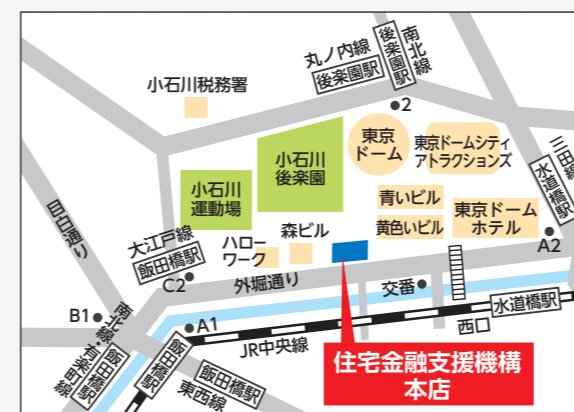 丸ノ内線
後楽園駅
後楽園駅
南北線
小石川税務署
2
東京
ドーム
東京ドームシティ
アトラクションズ
三田線
水道橋駅
小石川
後楽園
小石川
運動場
青いビル
黄色いビル
東京ドーム
ホテル
A2
目白通り
大江戸線
飯田橋駅
C2
ハロー
ワーク
森ビル
外堀通り
交番
水道橋駅
西口
B1
A1
南北線・有楽町線
飯田橋駅
飯田橋駅
JR中央線
飯田橋駅
東西線
住宅金融支援機構
本店